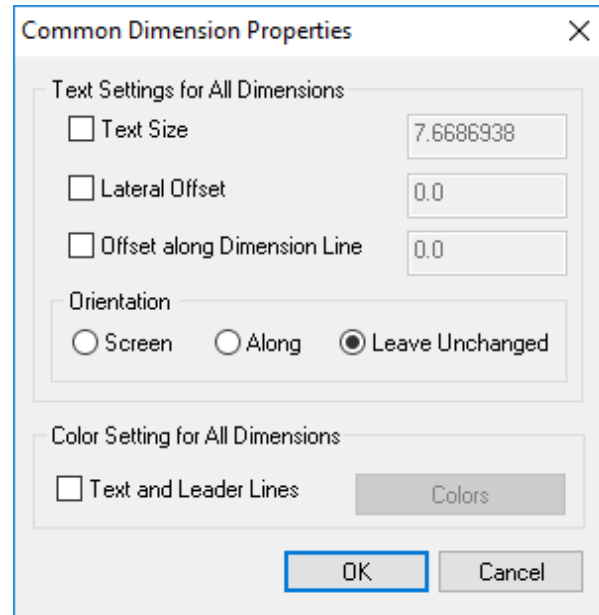 Common Dimension Properties
Text Settings for All Dimensions
Text Size 7.6686938
Lateral Offset 0.0
Offset along Dimension Line 0.0
Orientation
Screen Along Leave Unchanged
Color Setting for All Dimensions
Text and Leader Lines Colors
OK Cancel